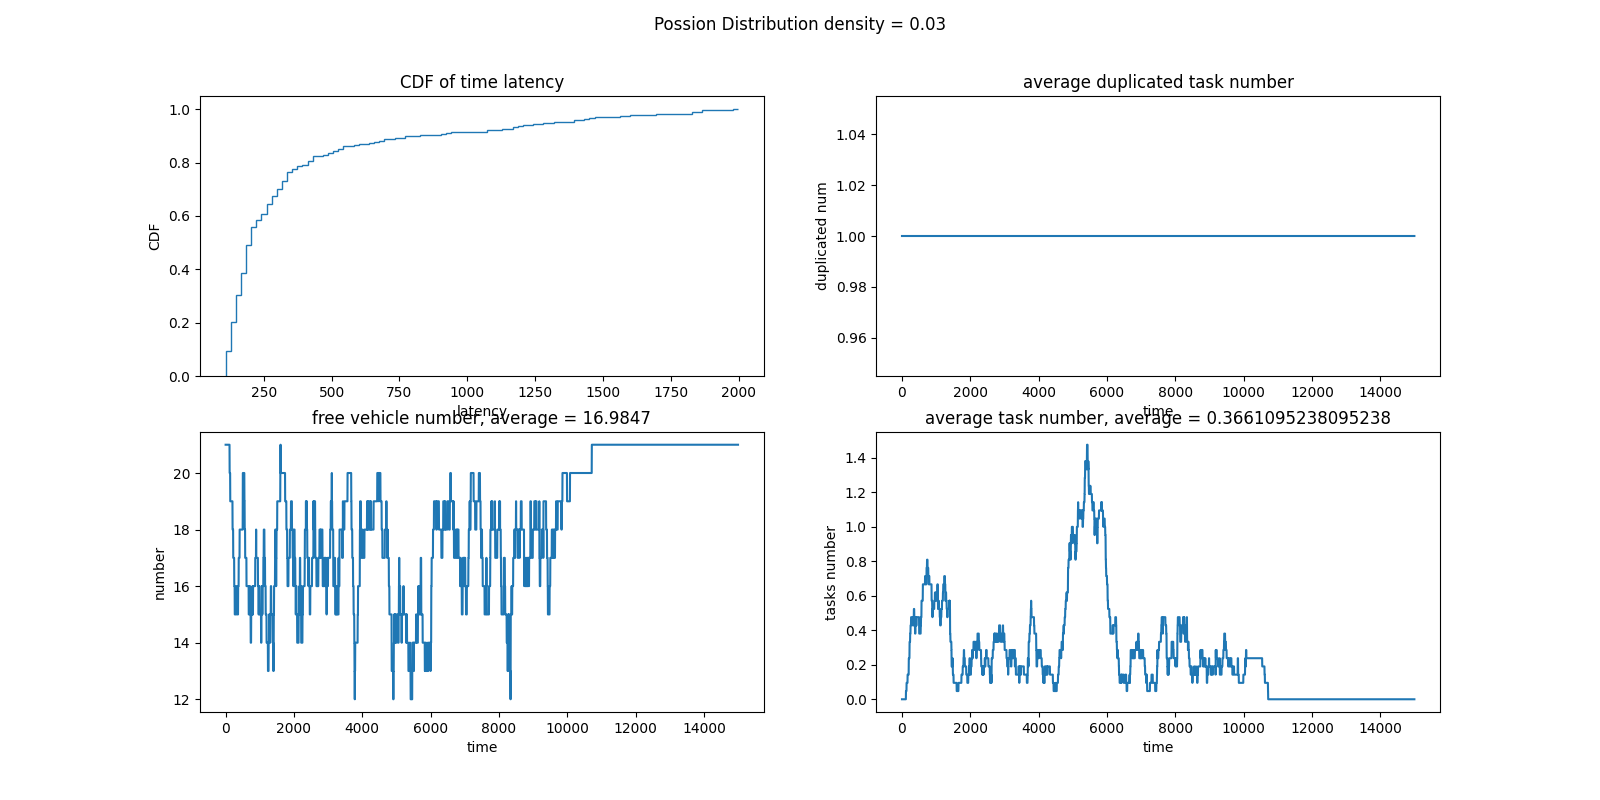 Possion Distribution density = 0.03
CDF of time latency
1.0
0.8
0.6
0.4
0.2
0.0
CDF
250 500 750 1000 1250 1500 1750 2000
latency
average duplicated task number
1.04
1.02
1.00
0.98
0.96
duplicated num
0 2000 4000 6000 8000 10000 12000 14000
time
free vehicle number, average = 16.9847
20
18
16
14
12
number
0 2000 4000 6000 8000 10000 12000 14000
time
average task number, average = 0.3661095238095238
1.4
1.2
1.0
0.8
0.6
0.4
0.2
0.0
tasks number
0 2000 4000 6000 8000 10000 12000 14000
time